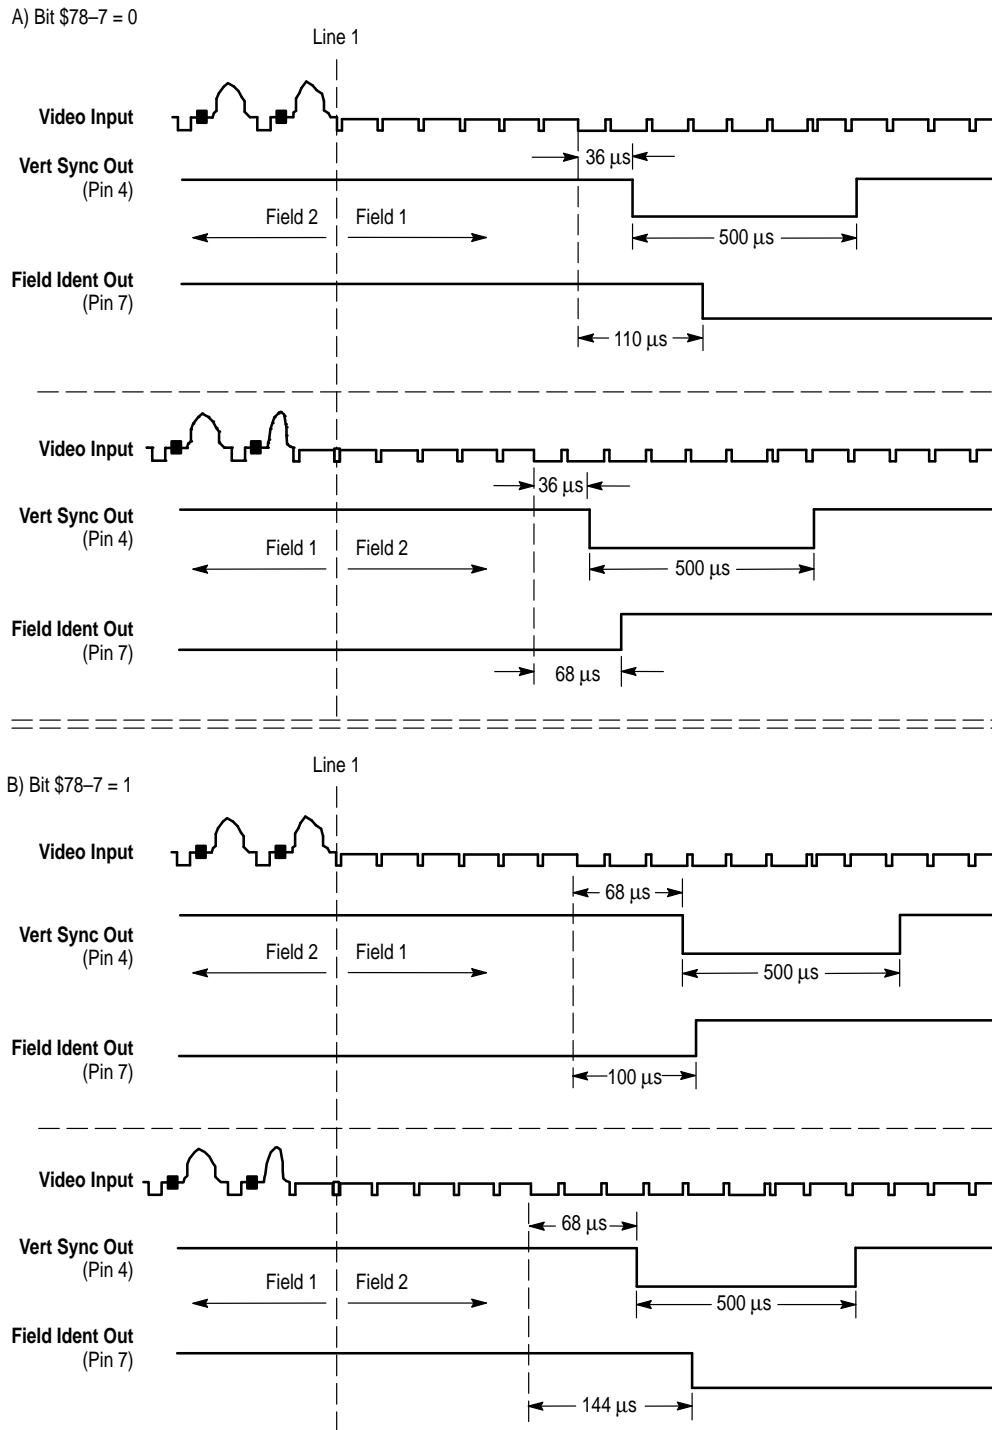 A) Bit $78–7 = 0
Line 1
Video Input
36 µs
Vert Sync Out
(Pin 4)
Field 2
Field 1
500 µs
Field Ident Out
(Pin 7)
110 µs
Video Input
36 µs
Vert Sync Out
(Pin 4)
Field 1
Field 2
500 µs
Field Ident Out
(Pin 7)
68 µs
Line 1
B) Bit $78–7 = 1
Video Input
68 µs
Vert Sync Out
(Pin 4)
Field 2
Field 1
500 µs
Field Ident Out
(Pin 7)
100 µs
Video Input
68 µs
Vert Sync Out
(Pin 4)
Field 1
Field 2
500 µs
Field Ident Out
(Pin 7)
144 µs